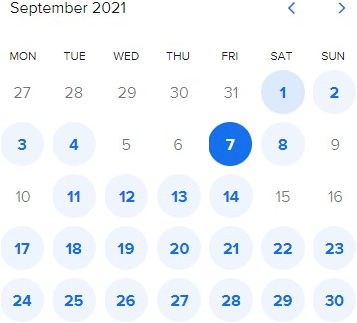 September 2021
MON TUE WED THU FRI SAT SUN
27 28 29 30 31 1 2
3 4 5 6 7 8 9
10 11 12 13 14 15 16
17 18 19 20 21 22 23
24 25 26 27 28 29 30